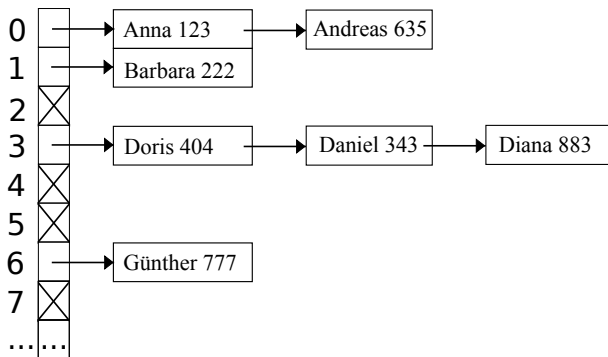 0 Anna 123 Andreas 635
1 Barbara 222
2
3 Doris 404 Daniel 343 Diana 883
4
5
6 Günther 777
7
... ...